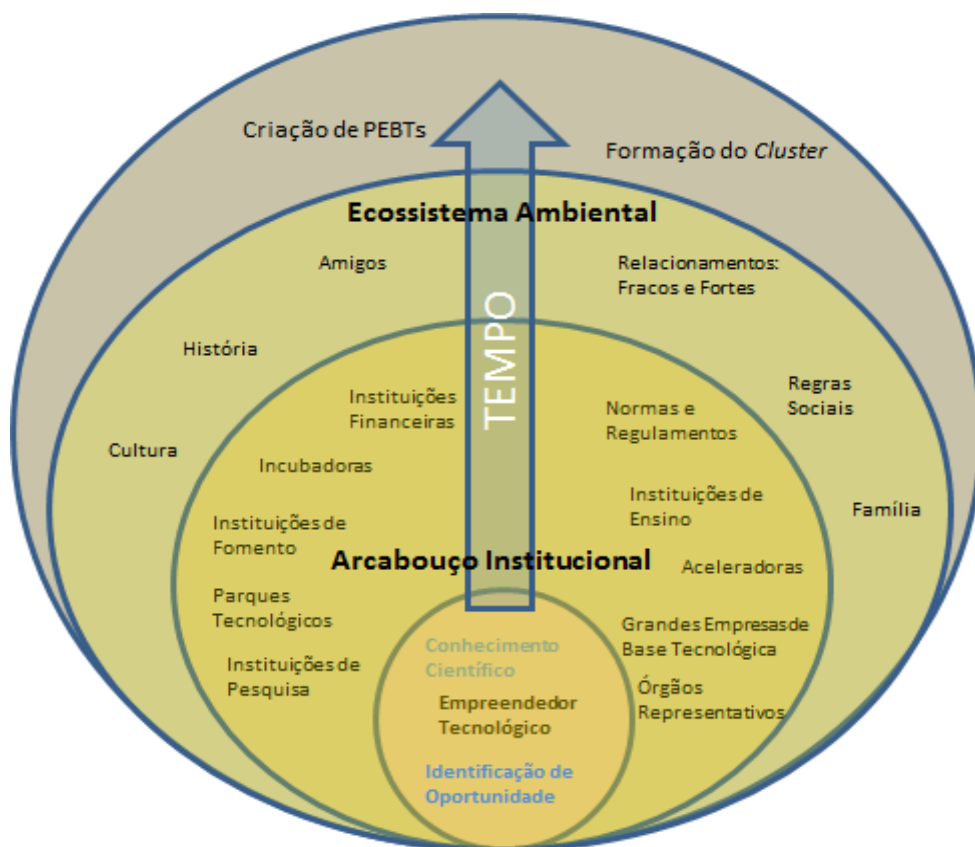 Criação de PEBTs
Formação do Cluster
Ecossistema Ambiental
Amigos
Relacionamentos:
Fracos e Fortes
História
Regras
Sociais
Cultura
Família
TEMPO
Instituições
Financeiras
Normas e
Regulamentos
Incubadoras
Instituições de
Ensino
Instituições de
Fomento
Arcabouço Institucional
Aceleradoras
Parques
Tecnológicos
Grandes Empresas de
Base Tecnológica
Instituições de
Pesquisa
Órgãos
Representativos
Conhecimento
Científico
Empreendedor
Tecnológico
Identificação de
Oportunidade